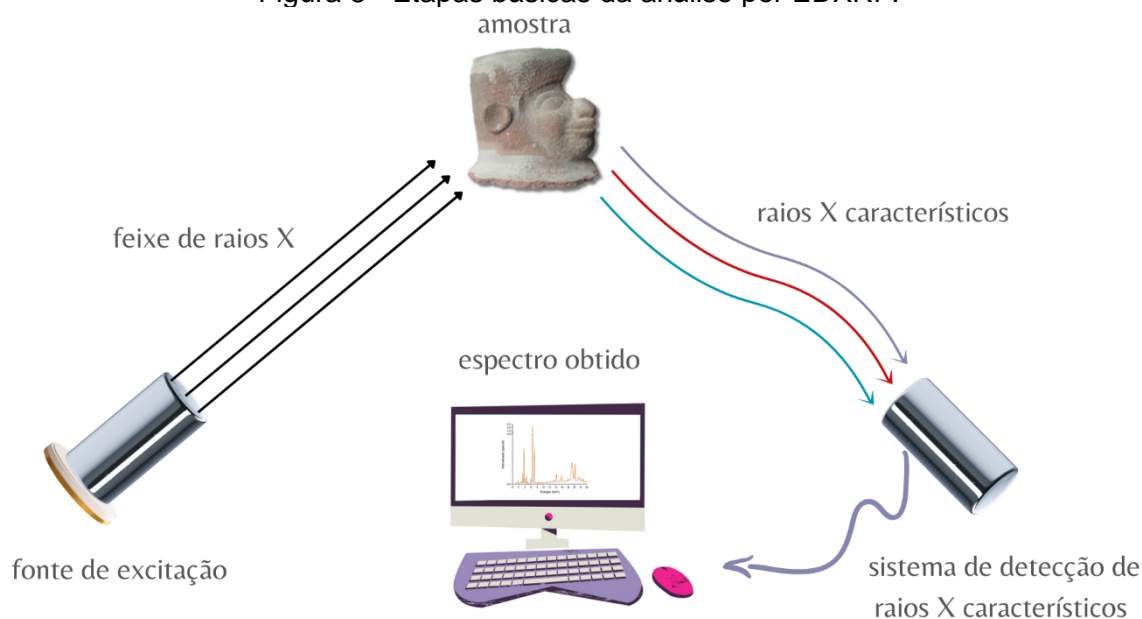 amostra
feixe de raios X
raios X característicos
espectro obtido
fonte de excitação
sistema de detecção de
raios X característicos